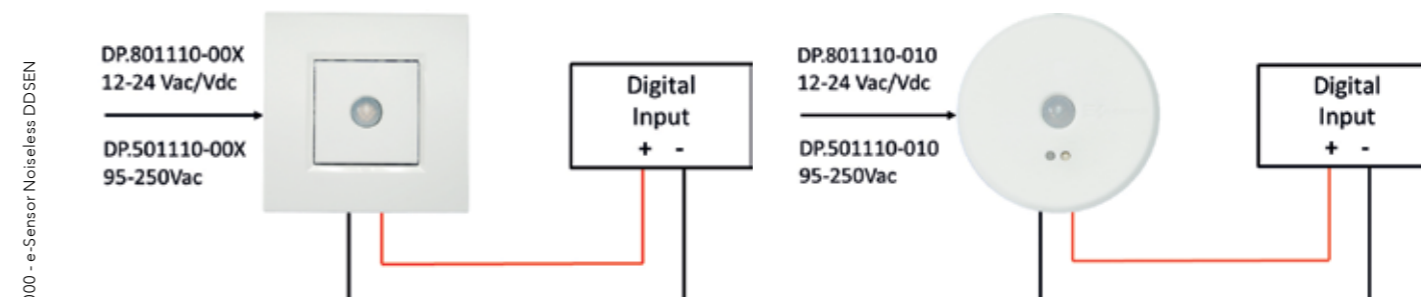 000 - e-Sensor Noiseless DDSEN
DP.801110-00X
12-24 Vac/Vdc
DP.501110-00X
95-250Vac
Digital
Input
+ -
DP.801110-010
12-24 Vac/Vdc
DP.501110-010
95-250Vac
Digital
Input
+ -